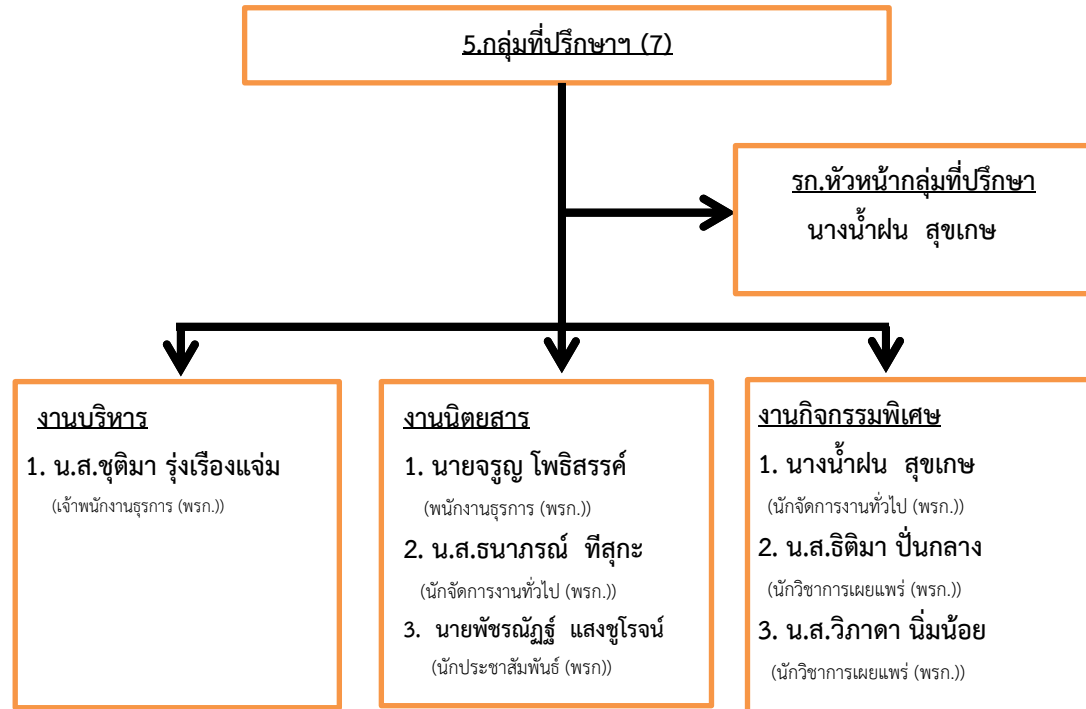 5.กลุ่มที่ปรึกษาฯ (7)
รก.หัวหน้ากลุ่มที่ปรึกษา
นางน้ำฝน สุขเกษ
งานบริหาร
1. น.ส.ชุติมา รุ่งเรืองแจ่ม
(เจ้าพนักงานธุรการ (พรก.))
งานนิตยสาร
1. นายจรูญ โพธิสรรค์
(พนักงานธุรการ (พรก.))
2. น.ส.ธนาภรณ์ ทีสุกะ
(นักจัดการงานทั่วไป (พรก.))
3. นายพัชรณัฏฐ์ แสงชูโรจน์
(นักประชาสัมพันธ์ (พรก))
งานกิจกรรมพิเศษ
1. นางน้ำฝน สุขเกษ
(นักจัดการงานทั่วไป (พรก.))
2. น.ส.ธิติมา ปั่นกลาง
(นักวิชาการเผยแพร่ (พรก.))
3. น.ส.วิภาดา นิ่มน้อย
(นักวิชาการเผยแพร่ (พรก.))